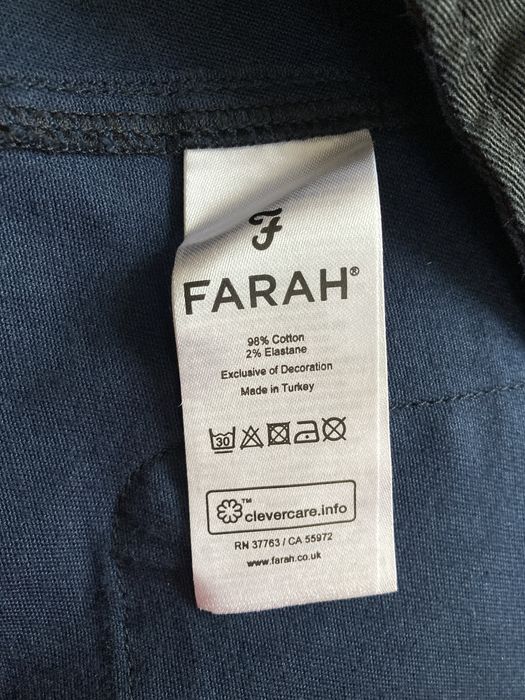 F
FARAH®
98% Cotton
2% Elastane
Exclusive of Decoration
Made in Turkey
30
™
clevercare.info
RN 37763 / CA 55972
www.farah.co.uk